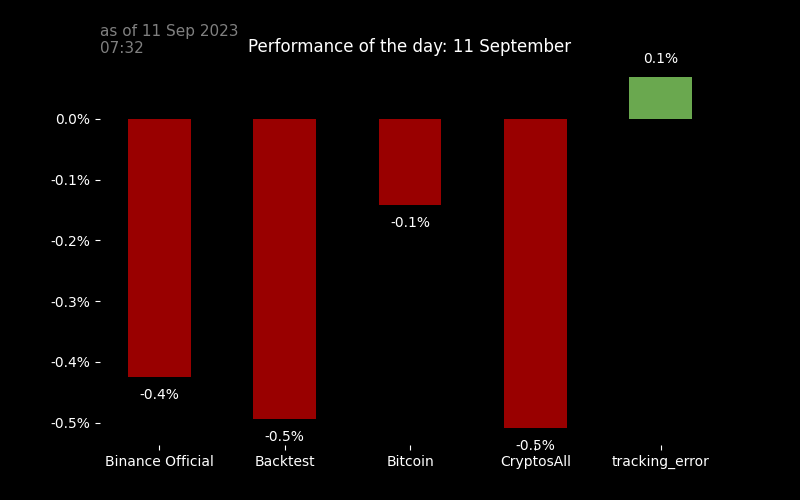 as of 11 Sep 2023
07:32
Performance of the day: 11 September
0.1%
0.0%
-0.1%
-0.2%
-0.3%
-0.4%
-0.5%
-0.4%
-0.5%
-0.1%
-0.5%
Binance Official
Backtest
Bitcoin
CryptosAll
tracking_error